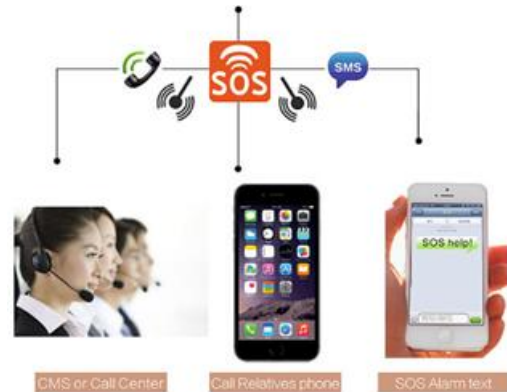 SOS
SMS
SOS help!
CMS or Call Center
Call Relatives phone
SOS Alarm text